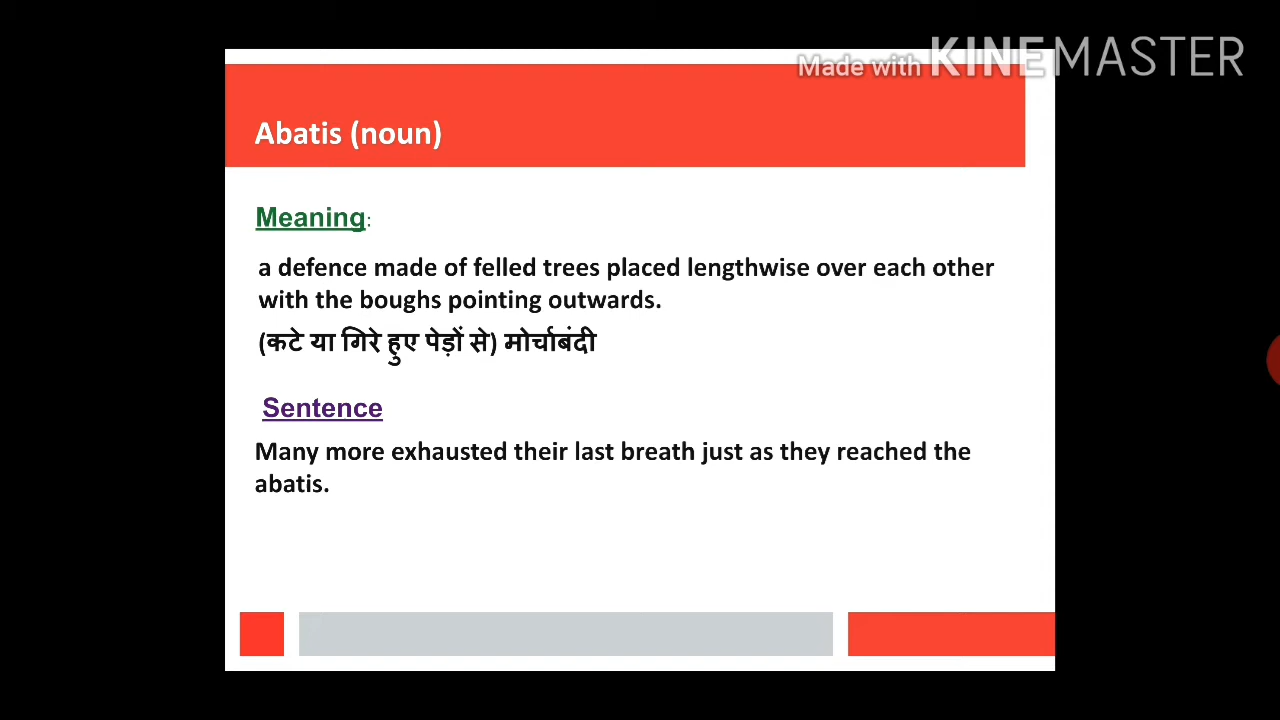 Made with KINEMASTER
Abatis (noun)
Meaning:
a defence made of felled trees placed lengthwise over each other
with the boughs pointing outwards.
(कटे या गिरे हुए पेड़ों से) मोर्चाबंदी
Sentence
Many more exhausted their last breath just as they reached the
abatis.